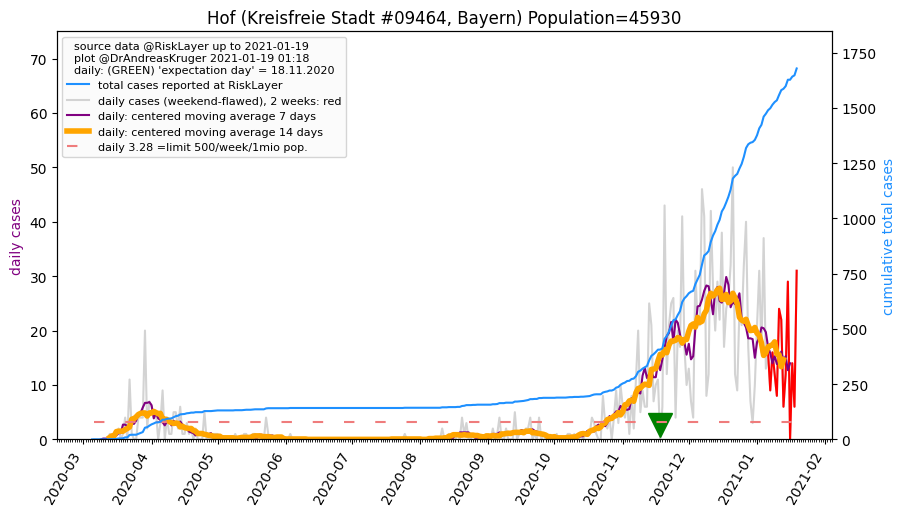 Hof (Kreisfreie Stadt #09464, Bayern) Population=45930
source data @RiskLayer up to 2021-01-19
plot @DrAndreasKruger 2021-01-19 01:18
daily: (GREEN) 'expectation day' = 18.11.2020
total cases reported at RiskLayer
daily cases (weekend-flawed), 2 weeks: red
daily: centered moving average 7 days
daily: centered moving average 14 days
daily 3.28 =limit 500/week/1mio pop.
daily cases
70
60
50
40
30
20
10
0
1750
1500
1250
1000
750
500
250
0
cumulative total cases
2020-03
2020-04
2020-05
2020-06
2020-07
2020-08
2020-09
2020-10
2020-11
2020-12
2021-01
2021-02